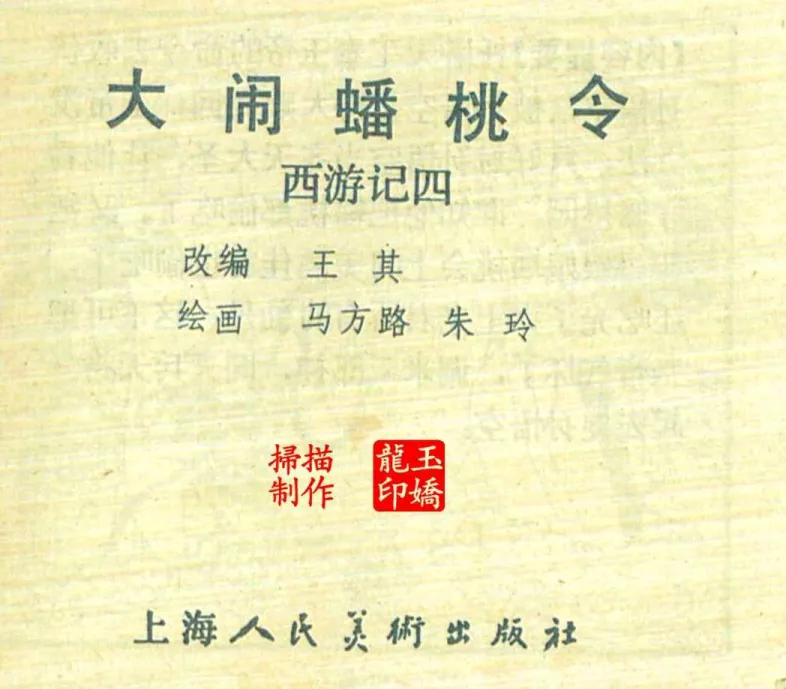 大闹蟠桃令
西游记四
改编 王其
绘画 马方路 朱玲
掃描
制作
龍玉
印嬌
上海人民美術出版社